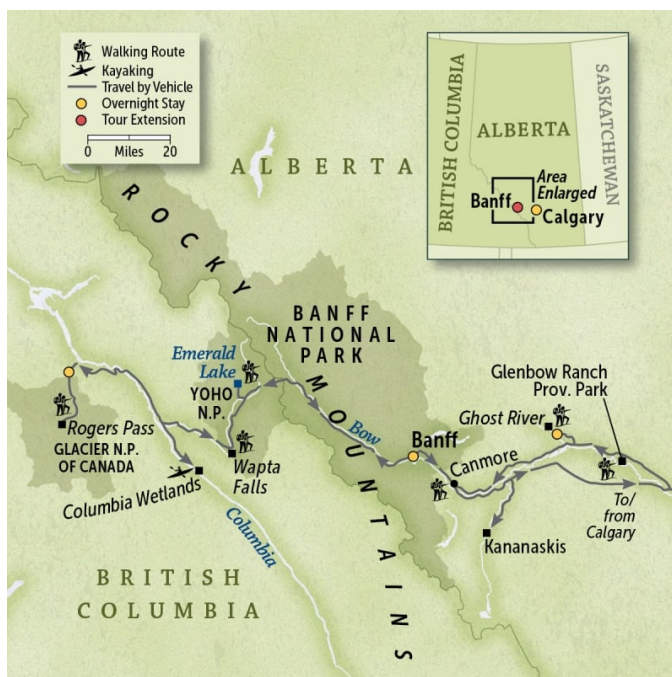 Walking Route
Kayaking
Travel by Vehicle
Overnight Stay
Tour Extension
0 Miles 20
ALBERTA
BRITISH COLUMBIA
ALBERTA
SASKATCHEWAN
Area
Enlarged
Banff
Calgary
ROCKY MOUNTAINS
BANFF
NATIONAL
PARK
Emerald
Lake
YOHO
N.P.
Glenbow Ranch
Prov. Park
Ghost River
Rogers Pass
GLACIER N.P.
OF CANADA
Bow
Banff
Canmore
Wapta
Falls
Columbia Wetlands
Columbia
To/
from
Calgary
Kananaskis
BRITISH
COLUMBIA